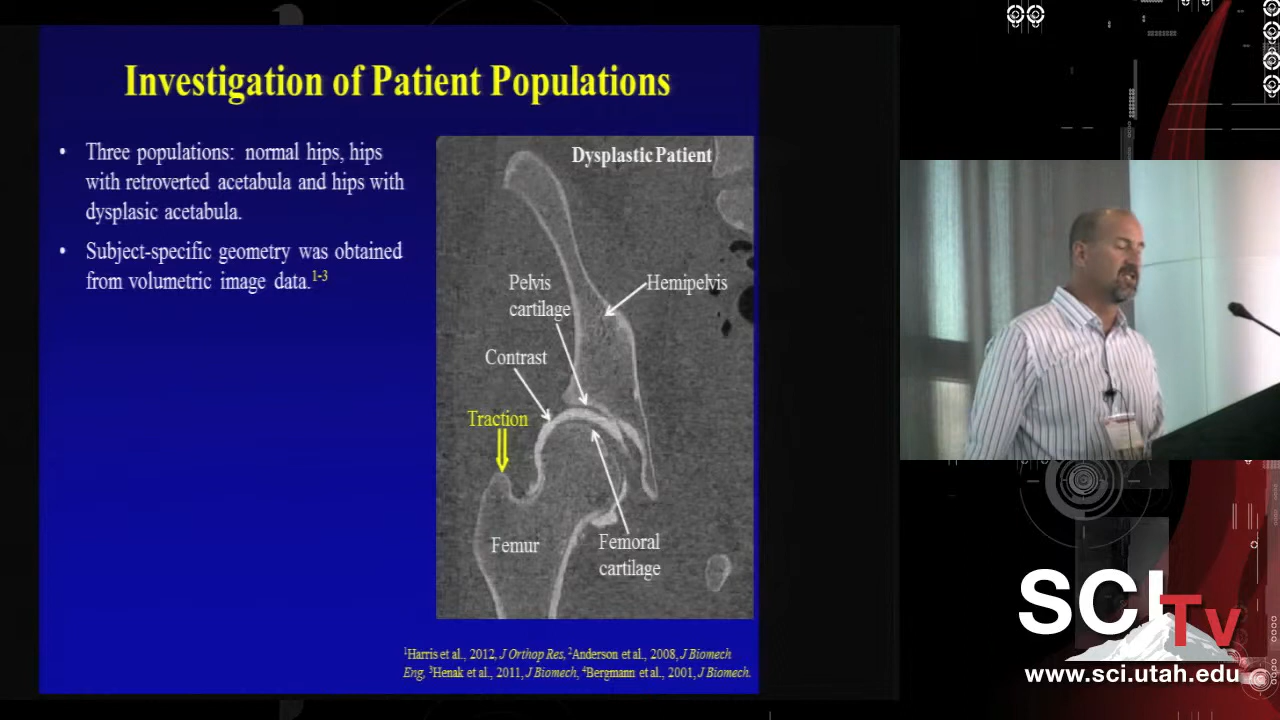 Investigation of Patient Populations
• Three populations: normal hips, hips
with retroverted acetabula and hips with
dysplasic acetabula.
• Subject-specific geometry was obtained
from volumetric image data.1-3
Dysplastic Patient
Pelvis
cartilage
Hemipelvis
Contrast
Traction
Femur
Femoral
cartilage
1Harris et al., 2012, J Orthop Res, 2Anderson et al., 2008, J Biomech
Eng, 3Henak et al., 2011, J Biomech, 4Bergmann et al., 2001, J Biomech.
SCI
Tv
www.sci.utah.edu